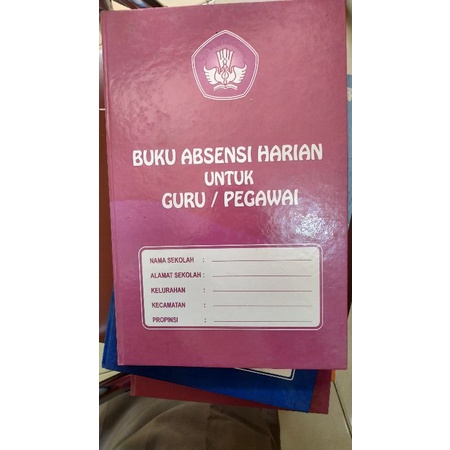 BUKU ABSENSI HARIAN
UNTUK
GURU / PEGAWAI
NAMA SEKOLAH :
ALAMAT SEKOLAH :
KELURAHAN :
KECAMATAN :
PROPINSI :